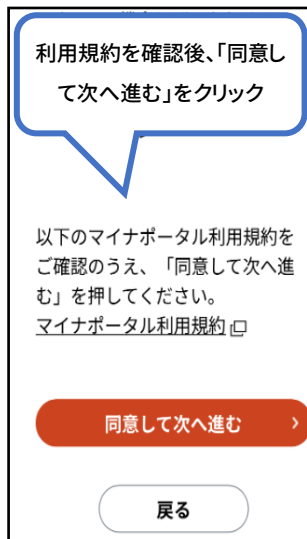 利用規約を確認後、「同意し
て次へ進む」をクリック
以下のマイナポータル利用規約を
ご確認のうえ、「同意して次へ進
む」を押してください。
マイナポータル利用規約
同意して次へ進む
戻る